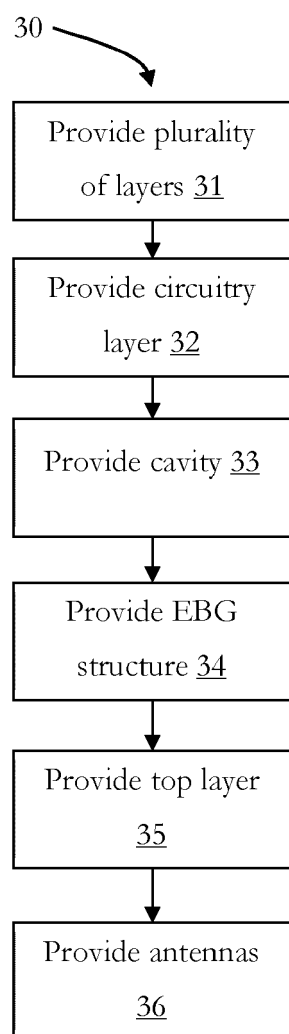 30
Provide plurality
of layers 31
Provide circuitry
layer 32
Provide cavity 33
Provide EBG
structure 34
Provide top layer
35
Provide antennas
36